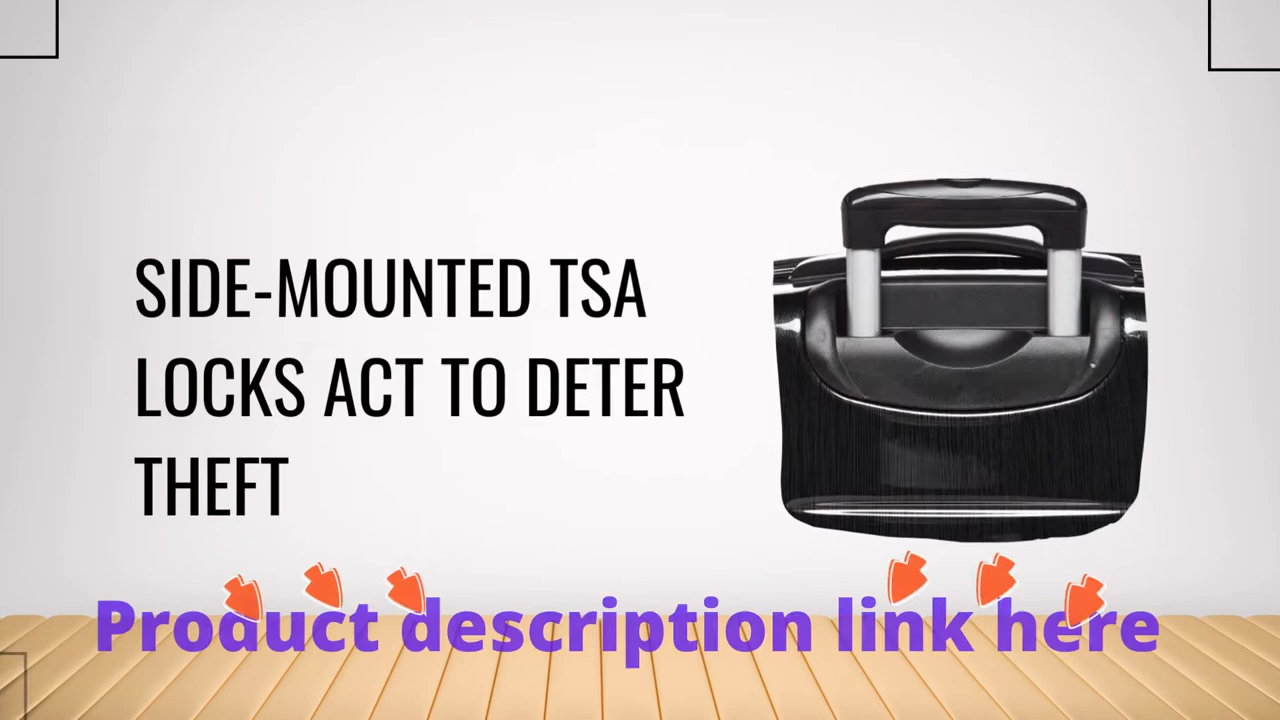 SIDE-MOUNTED TSA
LOCKS ACT TO DETER
THEFT
Product description link here